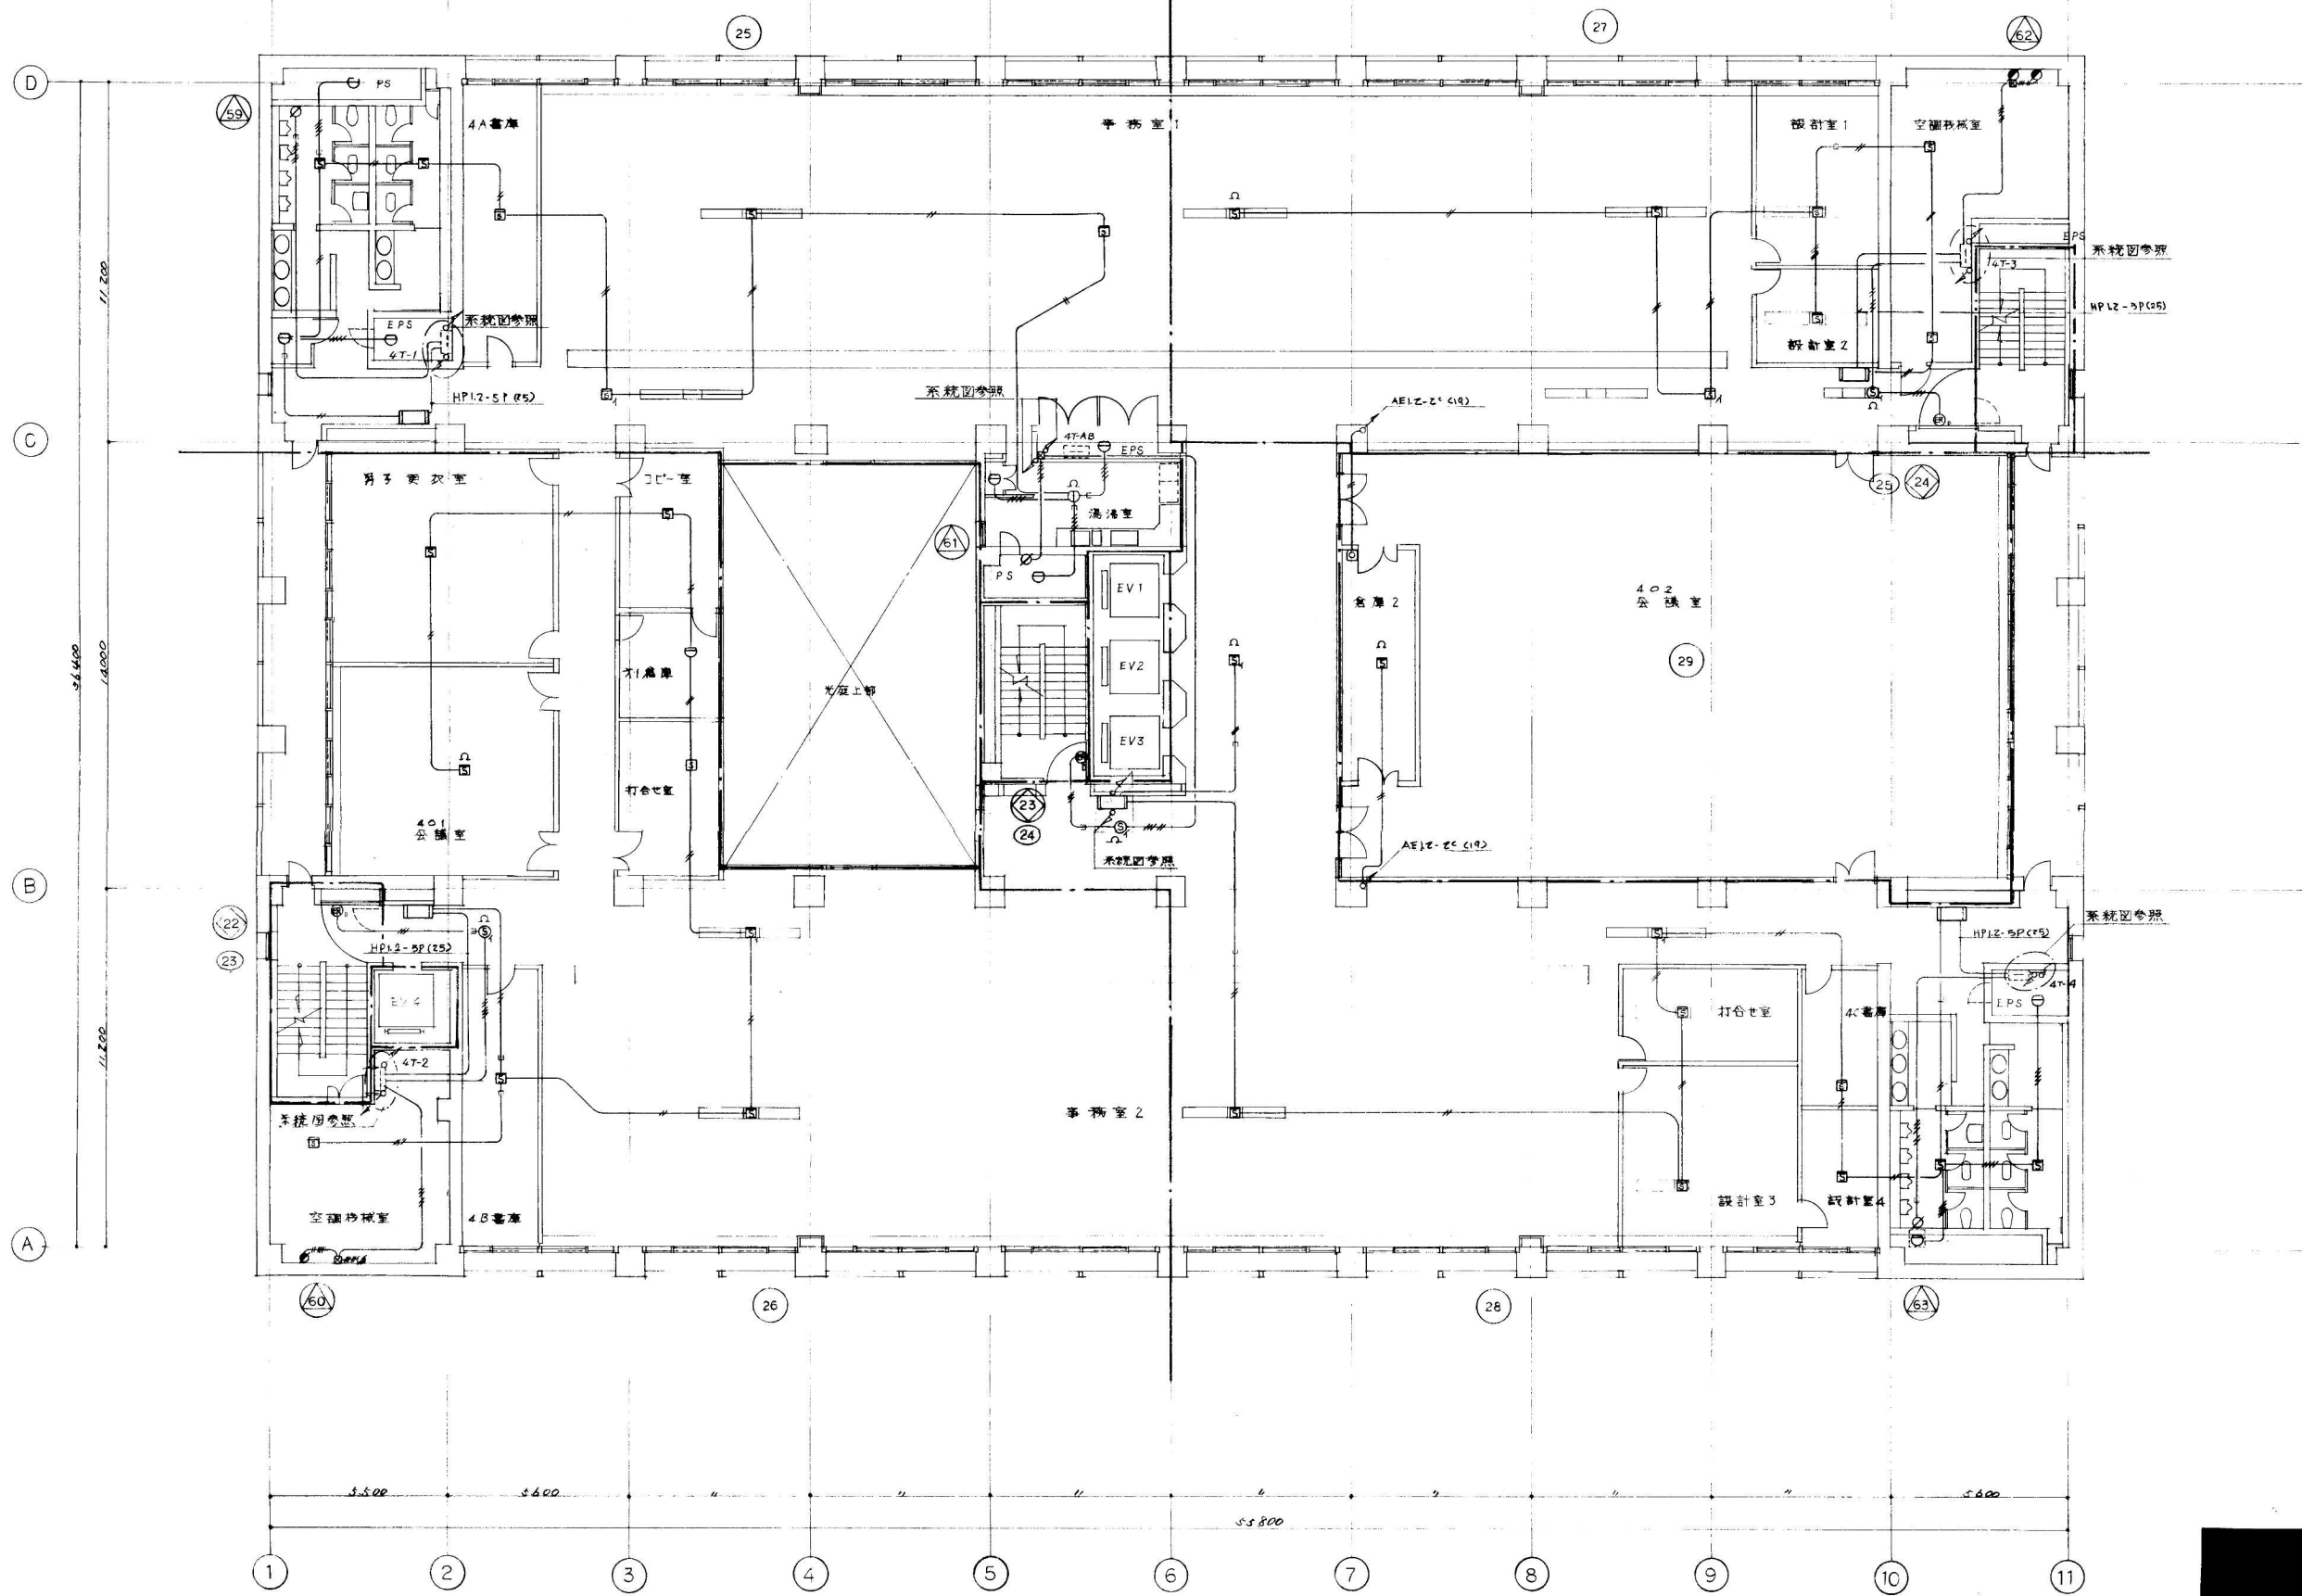 25
27
62
D
PS
59
4A書庫
事務室1
設計室1
空調機械室
EPS
系統図参照
4T-3
HP1.2-5P(25)
11,200
EPS
系統図参照
4T-1
設計室2
HP1.2-5P(25)
系統図参照
AE1.2-2C(19)
C
4T-AB
EPS
男子更衣室
コピー室
25
24
湯沸室
61
PS
EV1
倉庫2
402
会議室
36400
14,000
EV2
29
光庭上部
EV3
打合せ室
23
24
401
会議室
系統図参照
AE1.2-2C(19)
B
22
23
HP1.2-5P(25)
系統図参照
HP1.2-5P(25)
4T-4
EV4
EPS
打合せ室
4C書庫
4T-2
11,200
系統図参照
事務室2
空調機械室
4B書庫
設計室3
設計室4
A
60
26
28
63
5500
5600
〃
〃
〃
〃
〃
〃
〃
5600
55800
1
2
3
4
5
6
7
8
9
10
11